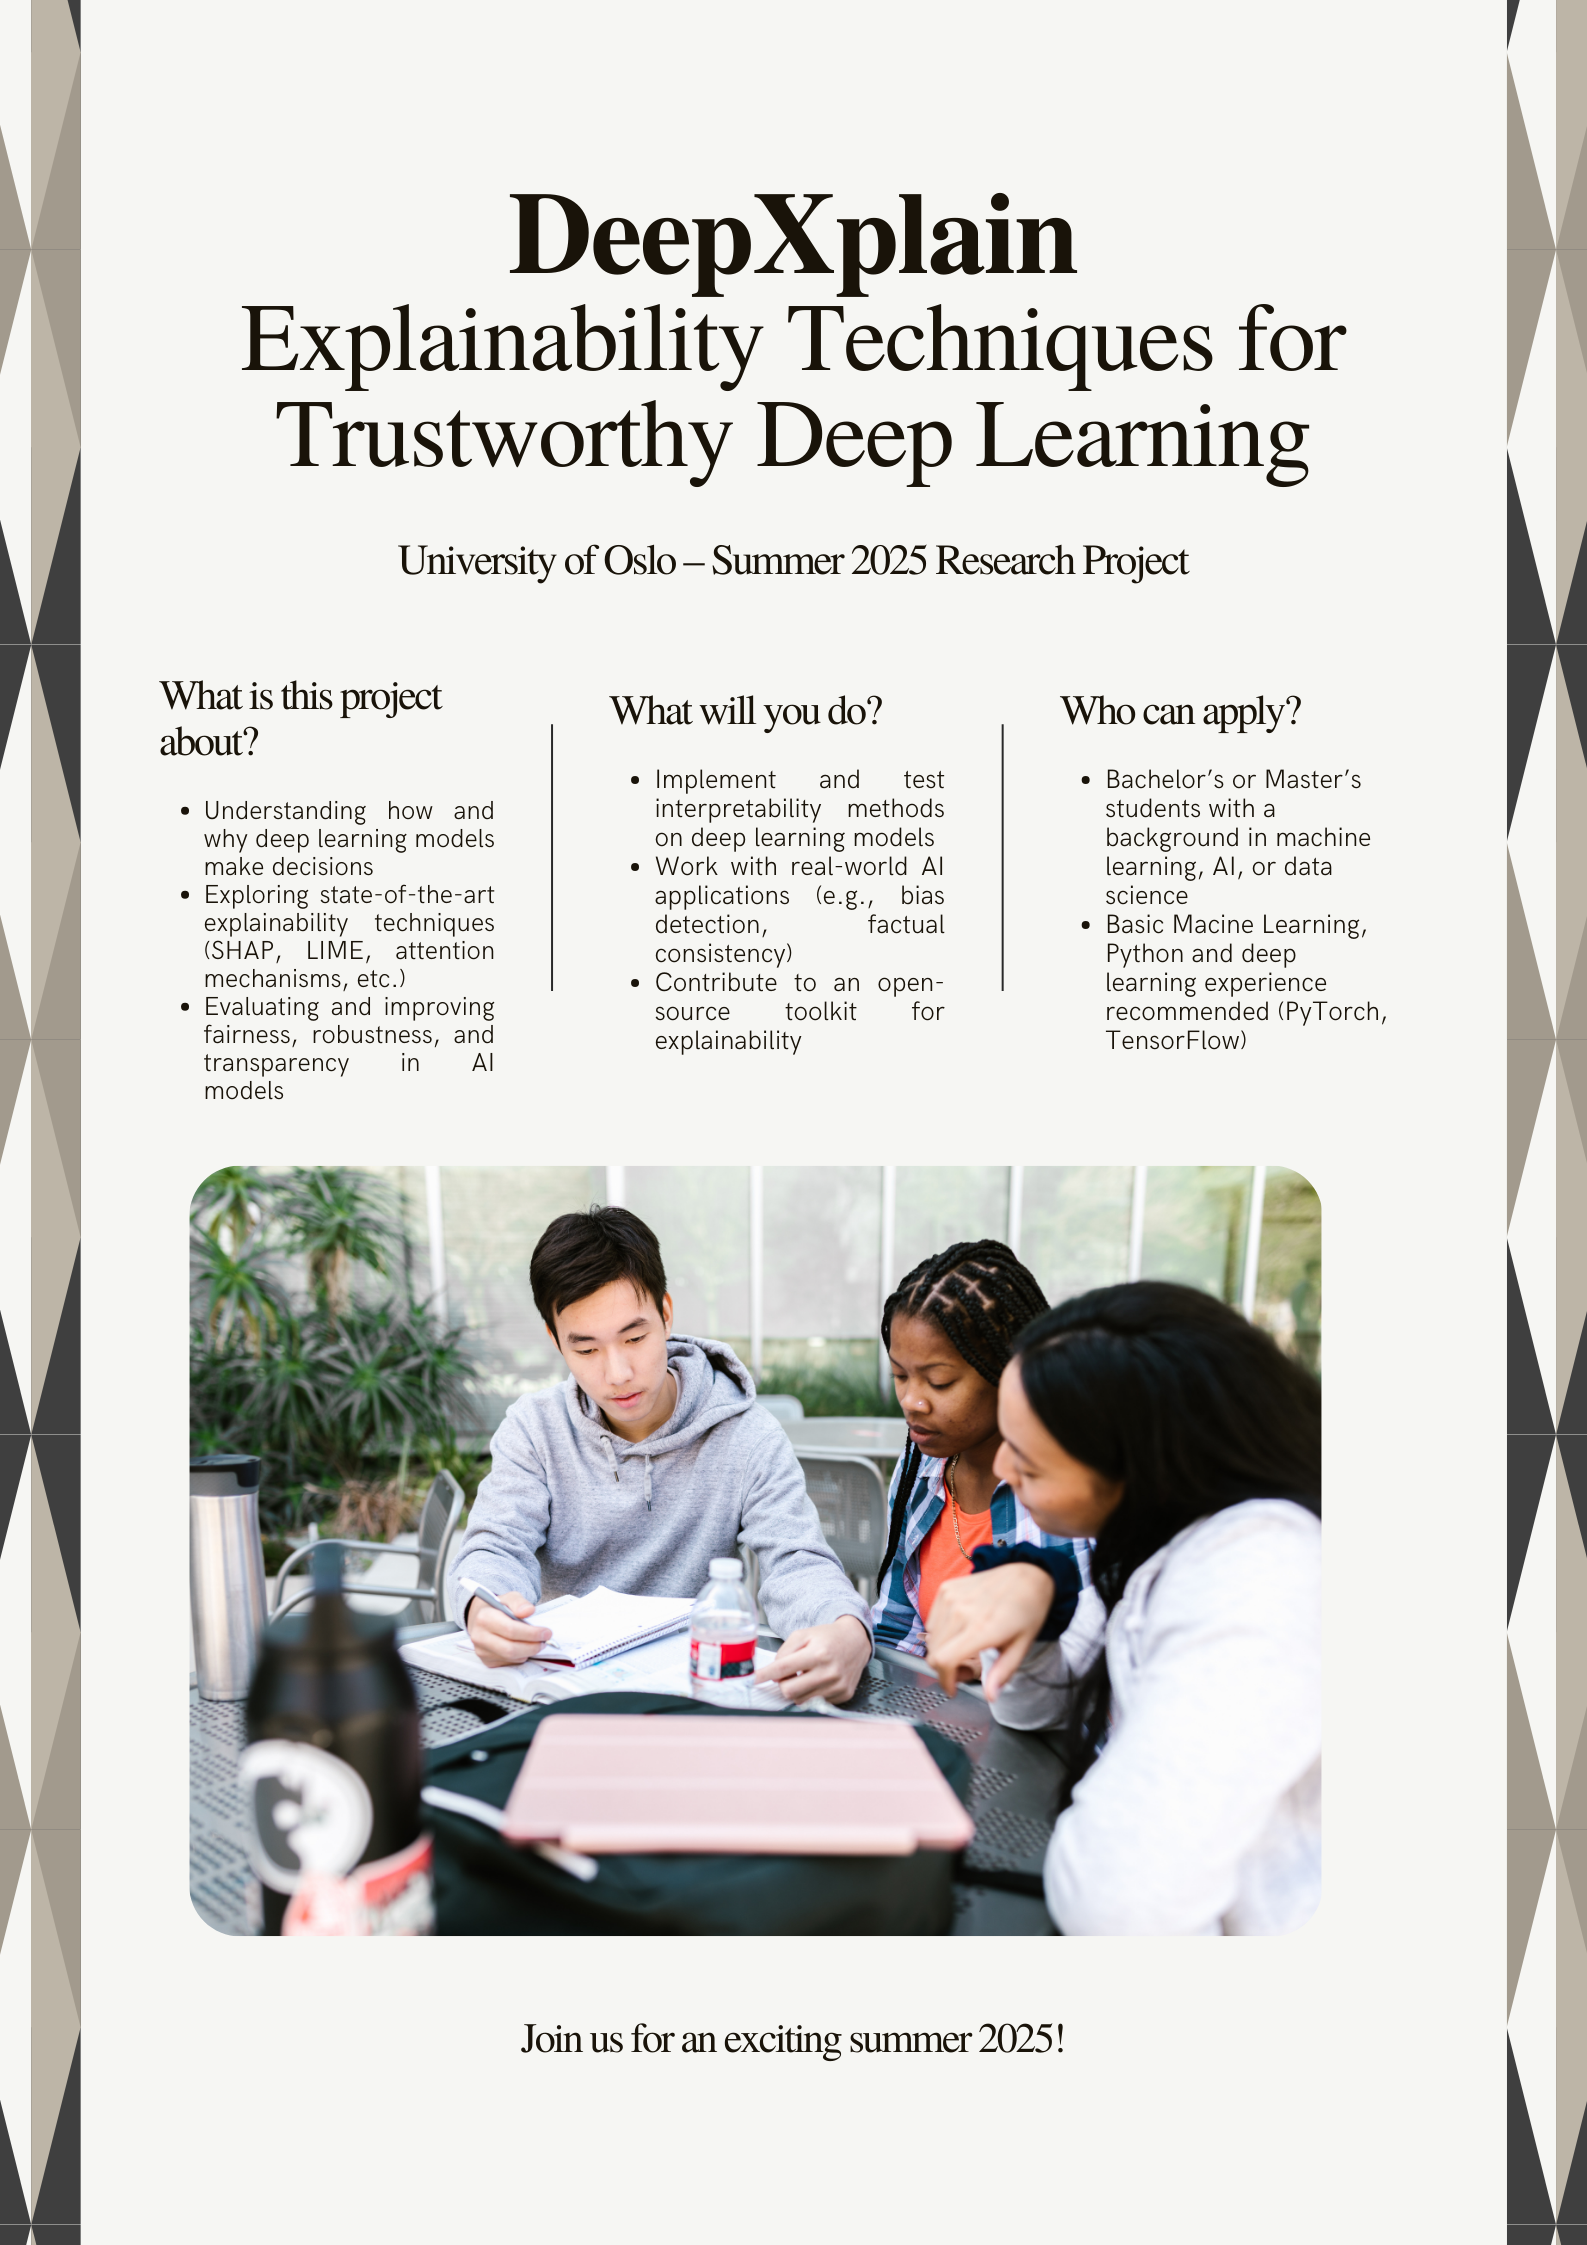 DeepXplain
Explainability Techniques for
Trustworthy Deep Learning
University of Oslo – Summer 2025 Research Project
What is this project
about?
• Understanding how and
why deep learning models
make decisions
• Exploring state-of-the-art
explainability techniques
(SHAP, LIME, attention
mechanisms, etc.)
• Evaluating and improving
fairness, robustness, and
transparency in AI
models
What will you do?
• Implement and test
interpretability methods
on deep learning models
• Work with real-world AI
applications (e.g., bias
detection, factual
consistency)
• Contribute to an open-
source toolkit for
explainability
Who can apply?
• Bachelor’s or Master’s
students with a
background in machine
learning, AI, or data
science
• Basic Macine Learning,
Python and deep
learning experience
recommended (PyTorch,
TensorFlow)
Join us for an exciting summer 2025!